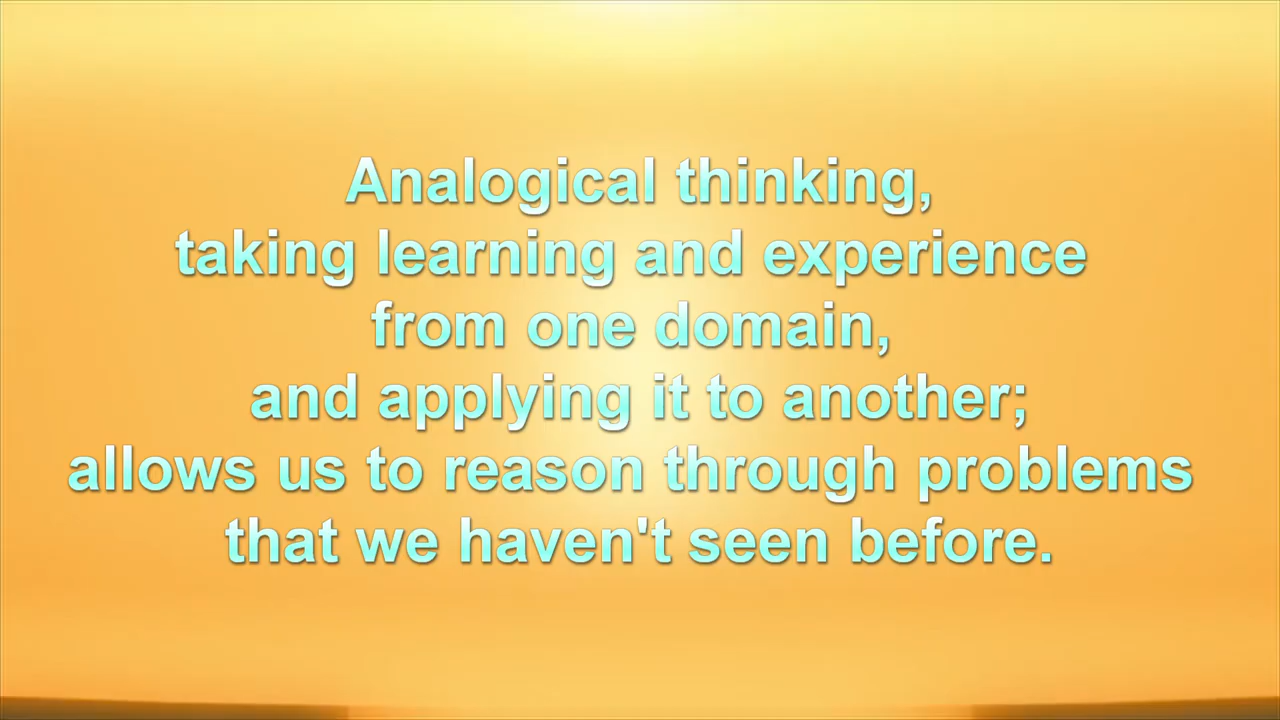 Analogical thinking,
taking learning and experience
from one domain,
and applying it to another;
allows us to reason through problems
that we haven't seen before.